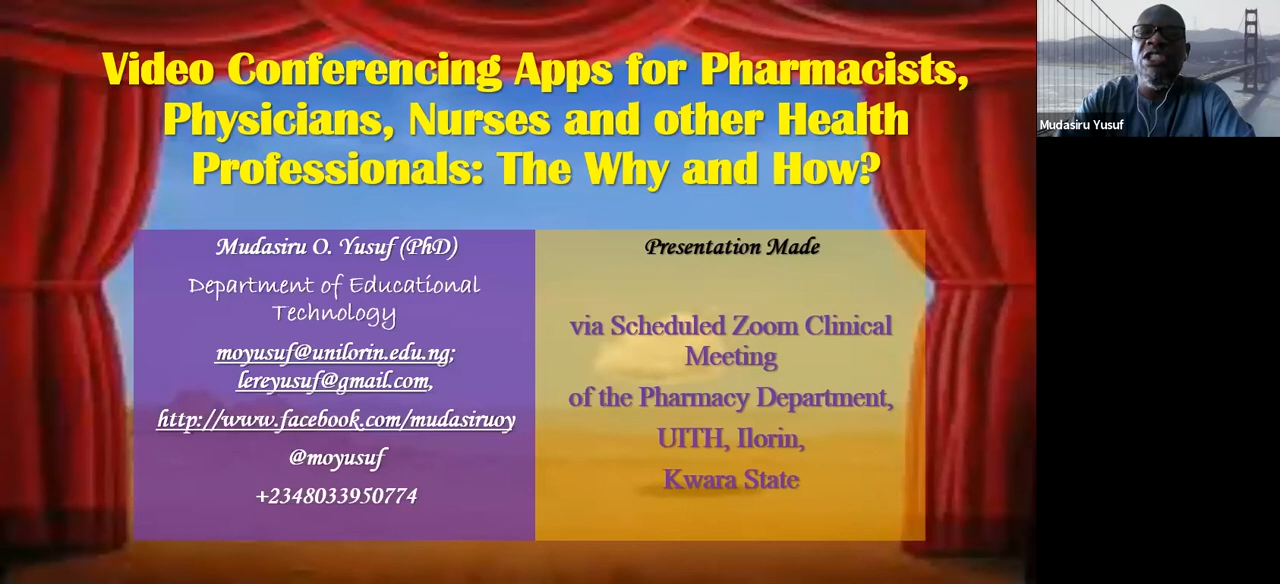 Video Conferencing Apps for Pharmacists,
Physicians, Nurses and other Health
Professionals: The Why and How?
Mudasiru O. Yusuf (PhD)
Department of Educational
Technology
moyusuf@unilorin.edu.ng;
lereyusuf@gmail.com,
http://www.facebook.com/mudasiruoy
@moyusuf
+2348033950774
Presentation Made
via Scheduled Zoom Clinical
Meeting
of the Pharmacy Department,
UITH, Ilorin,
Kwara State
Mudasiru Yusuf